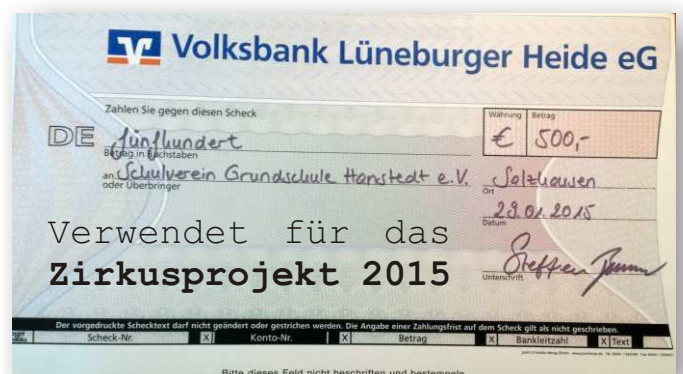 Volksbank Lüneburger Heide eG
Zahlen Sie gegen diesen Scheck
Währung Betrag
DE fünfhundert € 500,-
Betrag in Buchstaben
an Schulverein Grundschule Hanstedt e.V. Salzhausen
oder Überbringer Ort
29.01.2015
Datum
Verwendet für das
Zirkusprojekt 2015
Steffen
Unterschrift
Der vorgedruckte Schecktext darf nicht geändert oder gestrichen werden. Die Angabe einer Zahlungsfrist auf dem Scheck gilt als nicht geschrieben.
Scheck-Nr. X Konto-Nr. X Betrag X Bankleitzahl X Text
Bitte dieses Feld nicht beschriften und bestempeln